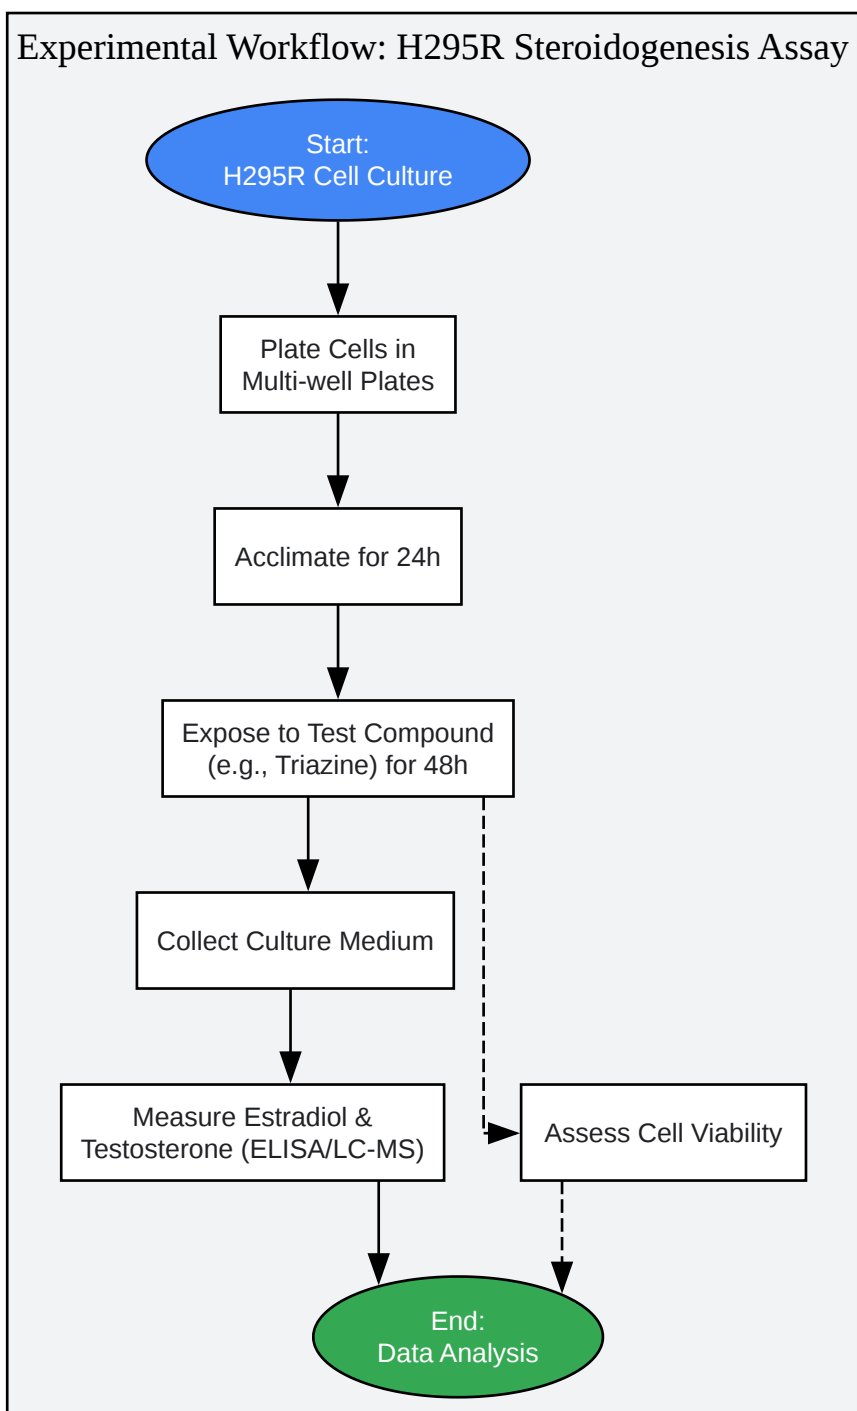 Experimental Workflow: H295R Steroidogenesis Assay
Start:
H295R Cell Culture
Plate Cells in
Multi-well Plates
Acclimate for 24h
Expose to Test Compound
(e.g., Triazine) for 48h
Collect Culture Medium
Measure Estradiol &
Testosterone (ELISA/LC-MS)
Assess Cell Viability
End:
Data Analysis